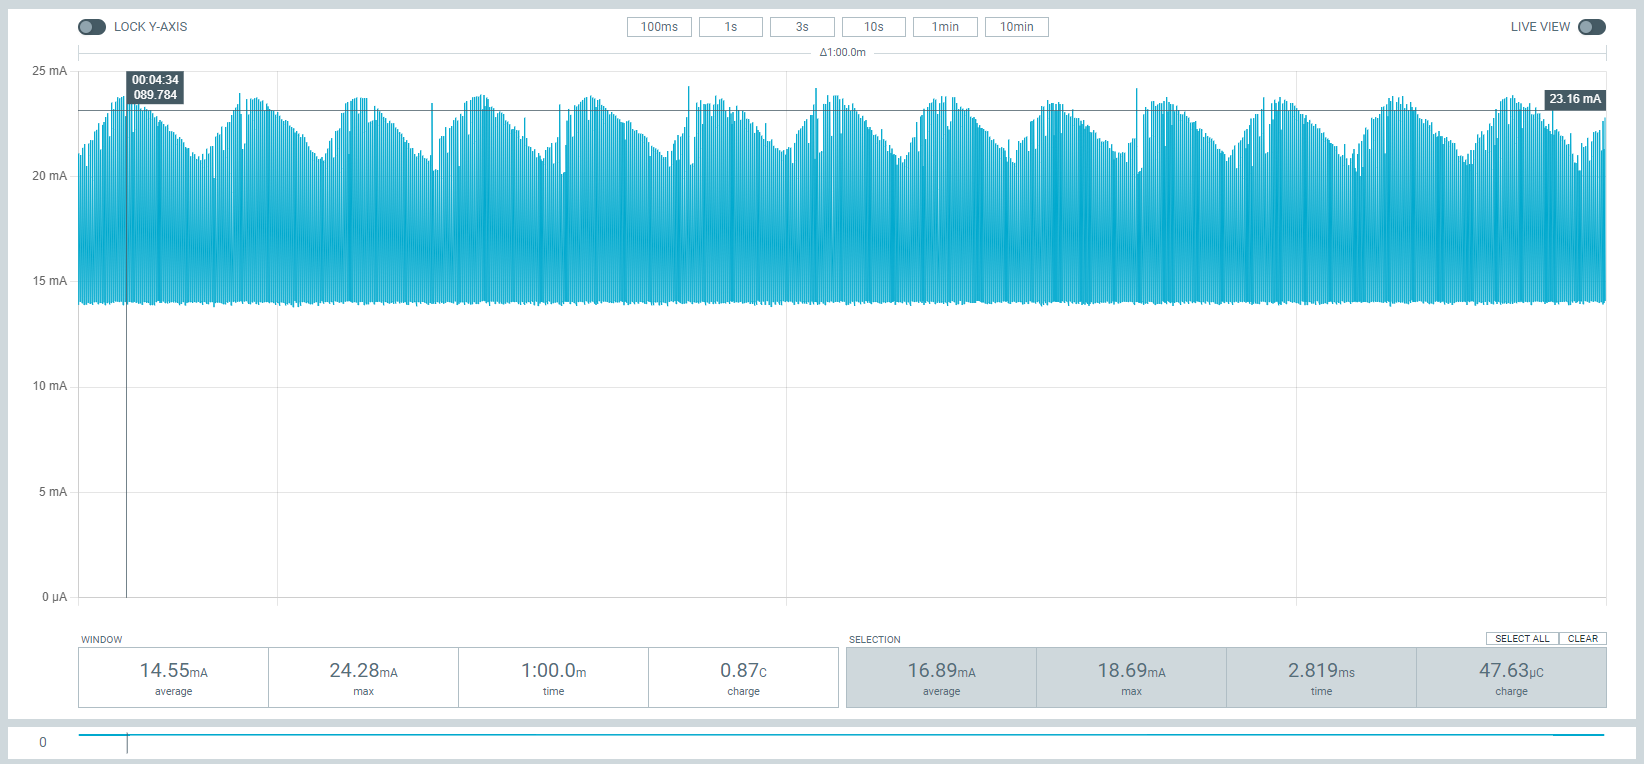 LOCK Y-AXIS
100ms
1s
3s
10s
1min
10min
LIVE VIEW
Δ1:00.0m
25 mA
20 mA
15 mA
10 mA
5 mA
0 µA
00:04:34
089.784
23.16 mA
WINDOW
14.55mA
average
24.28mA
max
1:00.0m
time
0.87C
charge
SELECTION
SELECT ALL
CLEAR
16.89mA
average
18.69mA
max
2.819ms
time
47.63µC
charge
0